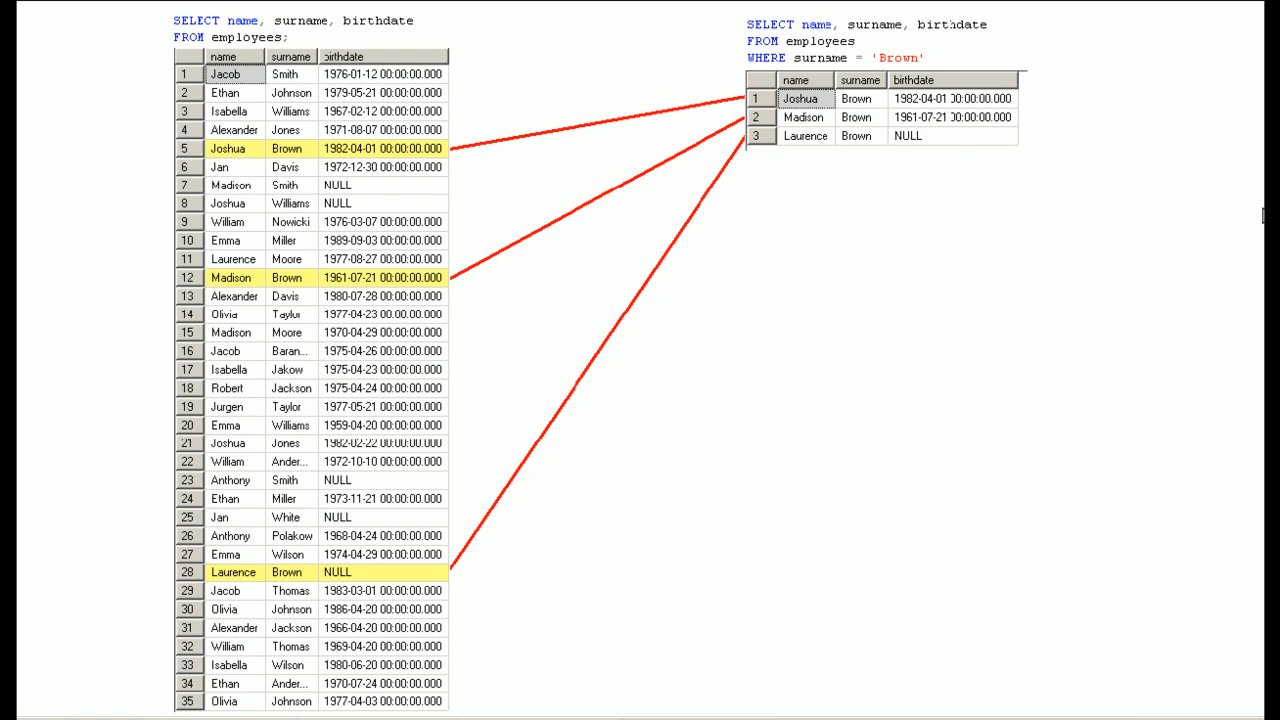 SELECT name, surname, birthdate
FROM employees;
name surname birthdate
1 Jacob Smith 1976-01-12 00:00:00.000
2 Ethan Johnson 1979-05-21 00:00:00.000
3 Isabella Williams 1967-02-12 00:00:00.000
4 Alexander Jones 1971-08-07 00:00:00.000
5 Joshua Brown 1982-04-01 00:00:00.000
6 Jan Davis 1972-12-30 00:00:00.000
7 Madison Smith NULL
8 Joshua Williams NULL
9 William Nowicki 1976-03-07 00:00:00.000
10 Emma Miller 1989-09-03 00:00:00.000
11 Laurence Moore 1977-08-27 00:00:00.000
12 Madison Brown 1961-07-21 00:00:00.000
13 Alexander Davis 1980-07-28 00:00:00.000
14 Olivia Taylor 1977-04-23 00:00:00.000
15 Madison Moore 1970-04-29 00:00:00.000
16 Jacob Baran... 1975-04-26 00:00:00.000
17 Isabella Jakow 1975-04-23 00:00:00.000
18 Robert Jackson 1975-04-24 00:00:00.000
19 Jurgen Taylor 1977-05-21 00:00:00.000
20 Emma Williams 1959-04-20 00:00:00.000
21 Joshua Jones 1982-02-22 00:00:00.000
22 William Ander... 1972-10-10 00:00:00.000
23 Anthony Smith NULL
24 Ethan Miller 1973-11-21 00:00:00.000
25 Jan White NULL
26 Anthony Polakow 1968-04-24 00:00:00.000
27 Emma Wilson 1974-04-29 00:00:00.000
28 Laurence Brown NULL
29 Jacob Thomas 1983-03-01 00:00:00.000
30 Olivia Johnson 1986-04-20 00:00:00.000
31 Alexander Jackson 1966-04-20 00:00:00.000
32 William Thomas 1969-04-20 00:00:00.000
33 Isabella Wilson 1980-06-20 00:00:00.000
34 Ethan Ander... 1970-07-24 00:00:00.000
35 Olivia Johnson 1977-04-03 00:00:00.000
SELECT name, surname, birthdate
FROM employees
WHERE surname = 'Brown'
name surname birthdate
1 Joshua Brown 1982-04-01 00:00:00.000
2 Madison Brown 1961-07-21 00:00:00.000
3 Laurence Brown NULL